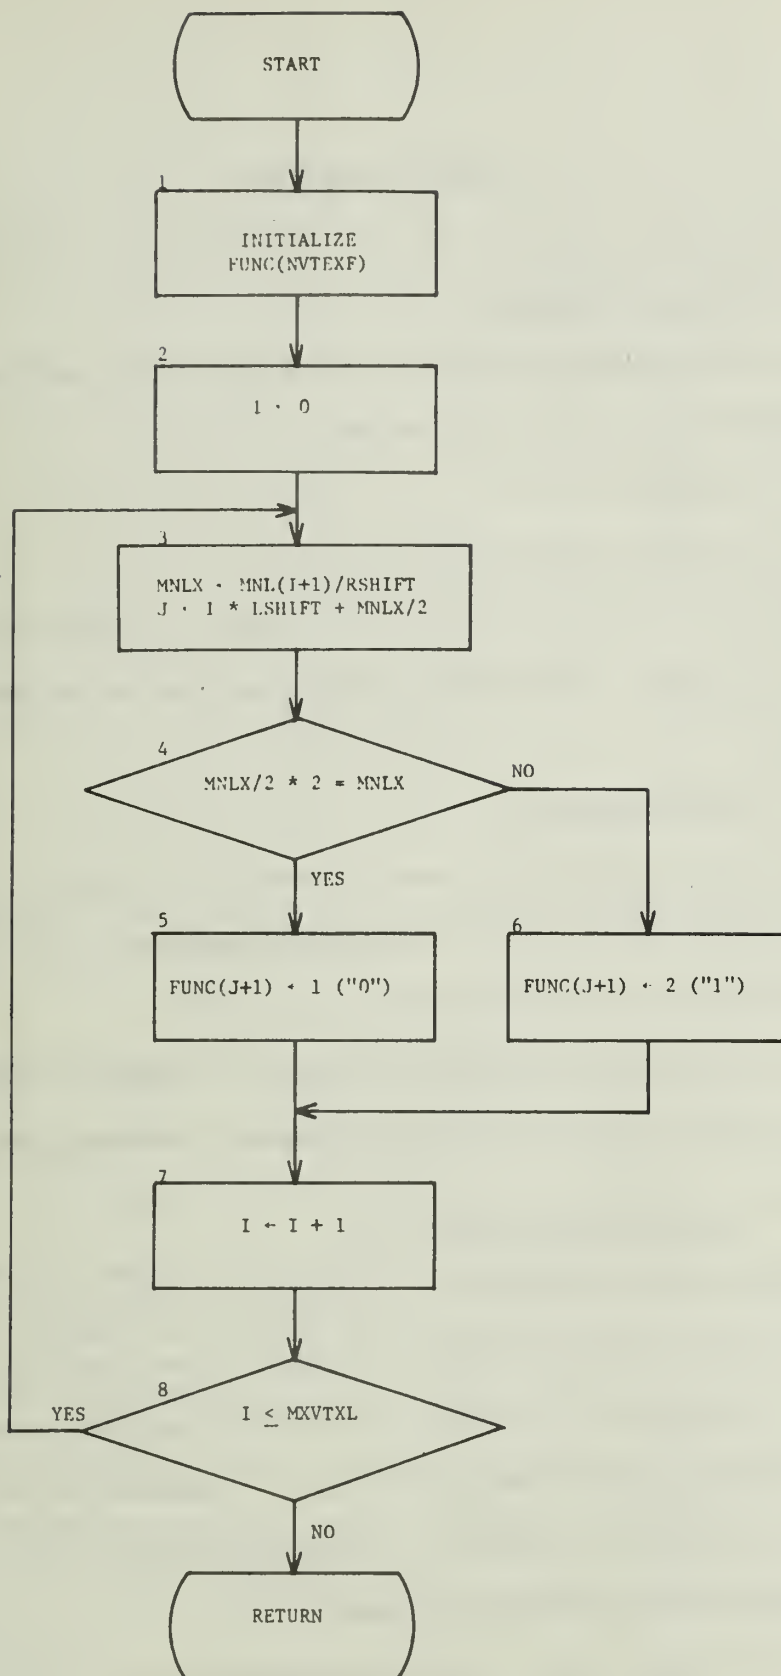 START
1
INITIALIZE
FUNC(NVTEXF)
2
I ← 0
3
MNLX ← MNL(I+1)/RSHIFT
J ← I * LSHIFT + MNLX/2
4
MNLX/2 * 2 = MNLX
NO
YES
5
FUNC(J+1) ← 1 ("0")
6
FUNC(J+1) ← 2 ("1")
7
I ← I + 1
8
I ≤ MXVTXL
YES
NO
RETURN